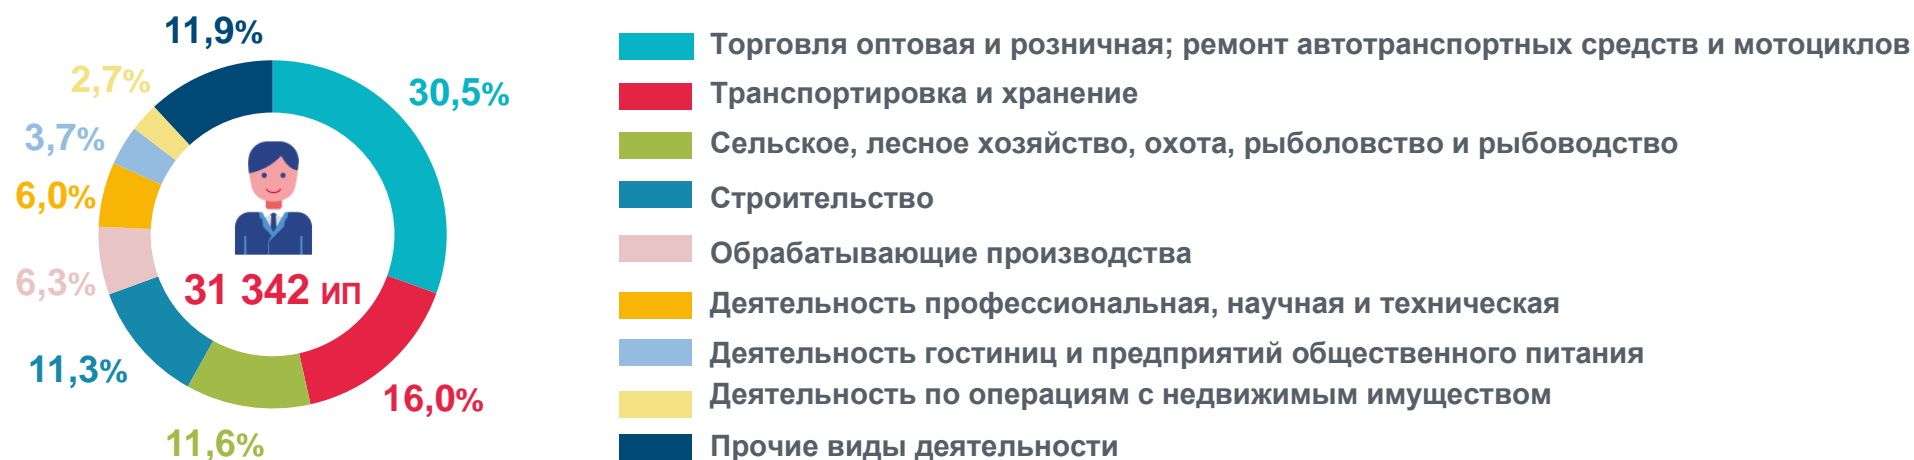 11,9%
2,7%
30,5%
3,7%
6,0%
6,3%
31 342 ИП
11,3%
16,0%
11,6%
Торговля оптовая и розничная; ремонт автотранспортных средств и мотоциклов
Транспортировка и хранение
Сельское, лесное хозяйство, охота, рыболовство и рыбоводство
Строительство
Обрабатывающие производства
Деятельность профессиональная, научная и техническая
Деятельность гостиниц и предприятий общественного питания
Деятельность по операциям с недвижимым имуществом
Прочие виды деятельности